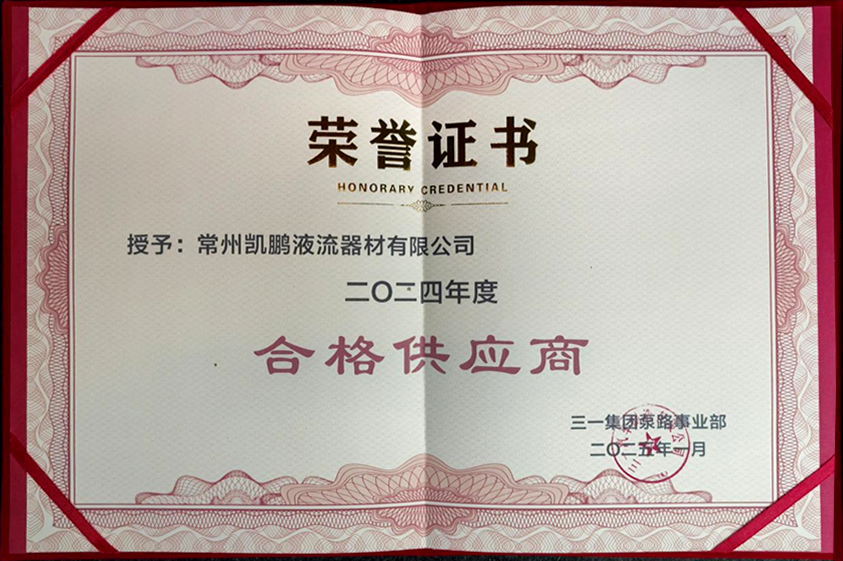 荣誉证书
HONORARY CREDENTIAL
授予：常州凯鹏液流器材有限公司
二〇二四年度
合格供应商
三一集团泵路事业部
二〇二五年一月